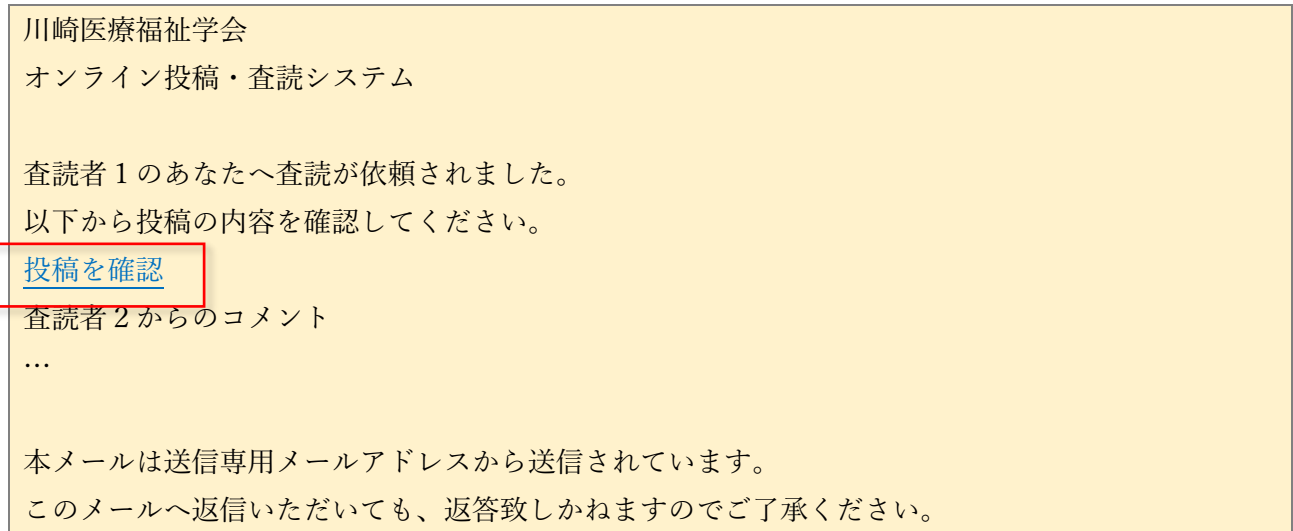 川崎医療福祉学会
オンライン投稿・査読システム
査読者１のあなたへ査読が依頼されました。
以下から投稿の内容を確認してください。
投稿を確認
査読者２からのコメント
…
本メールは送信専用メールアドレスから送信されています。
このメールへ返信いただいても、返答致しかねますのでご了承ください。